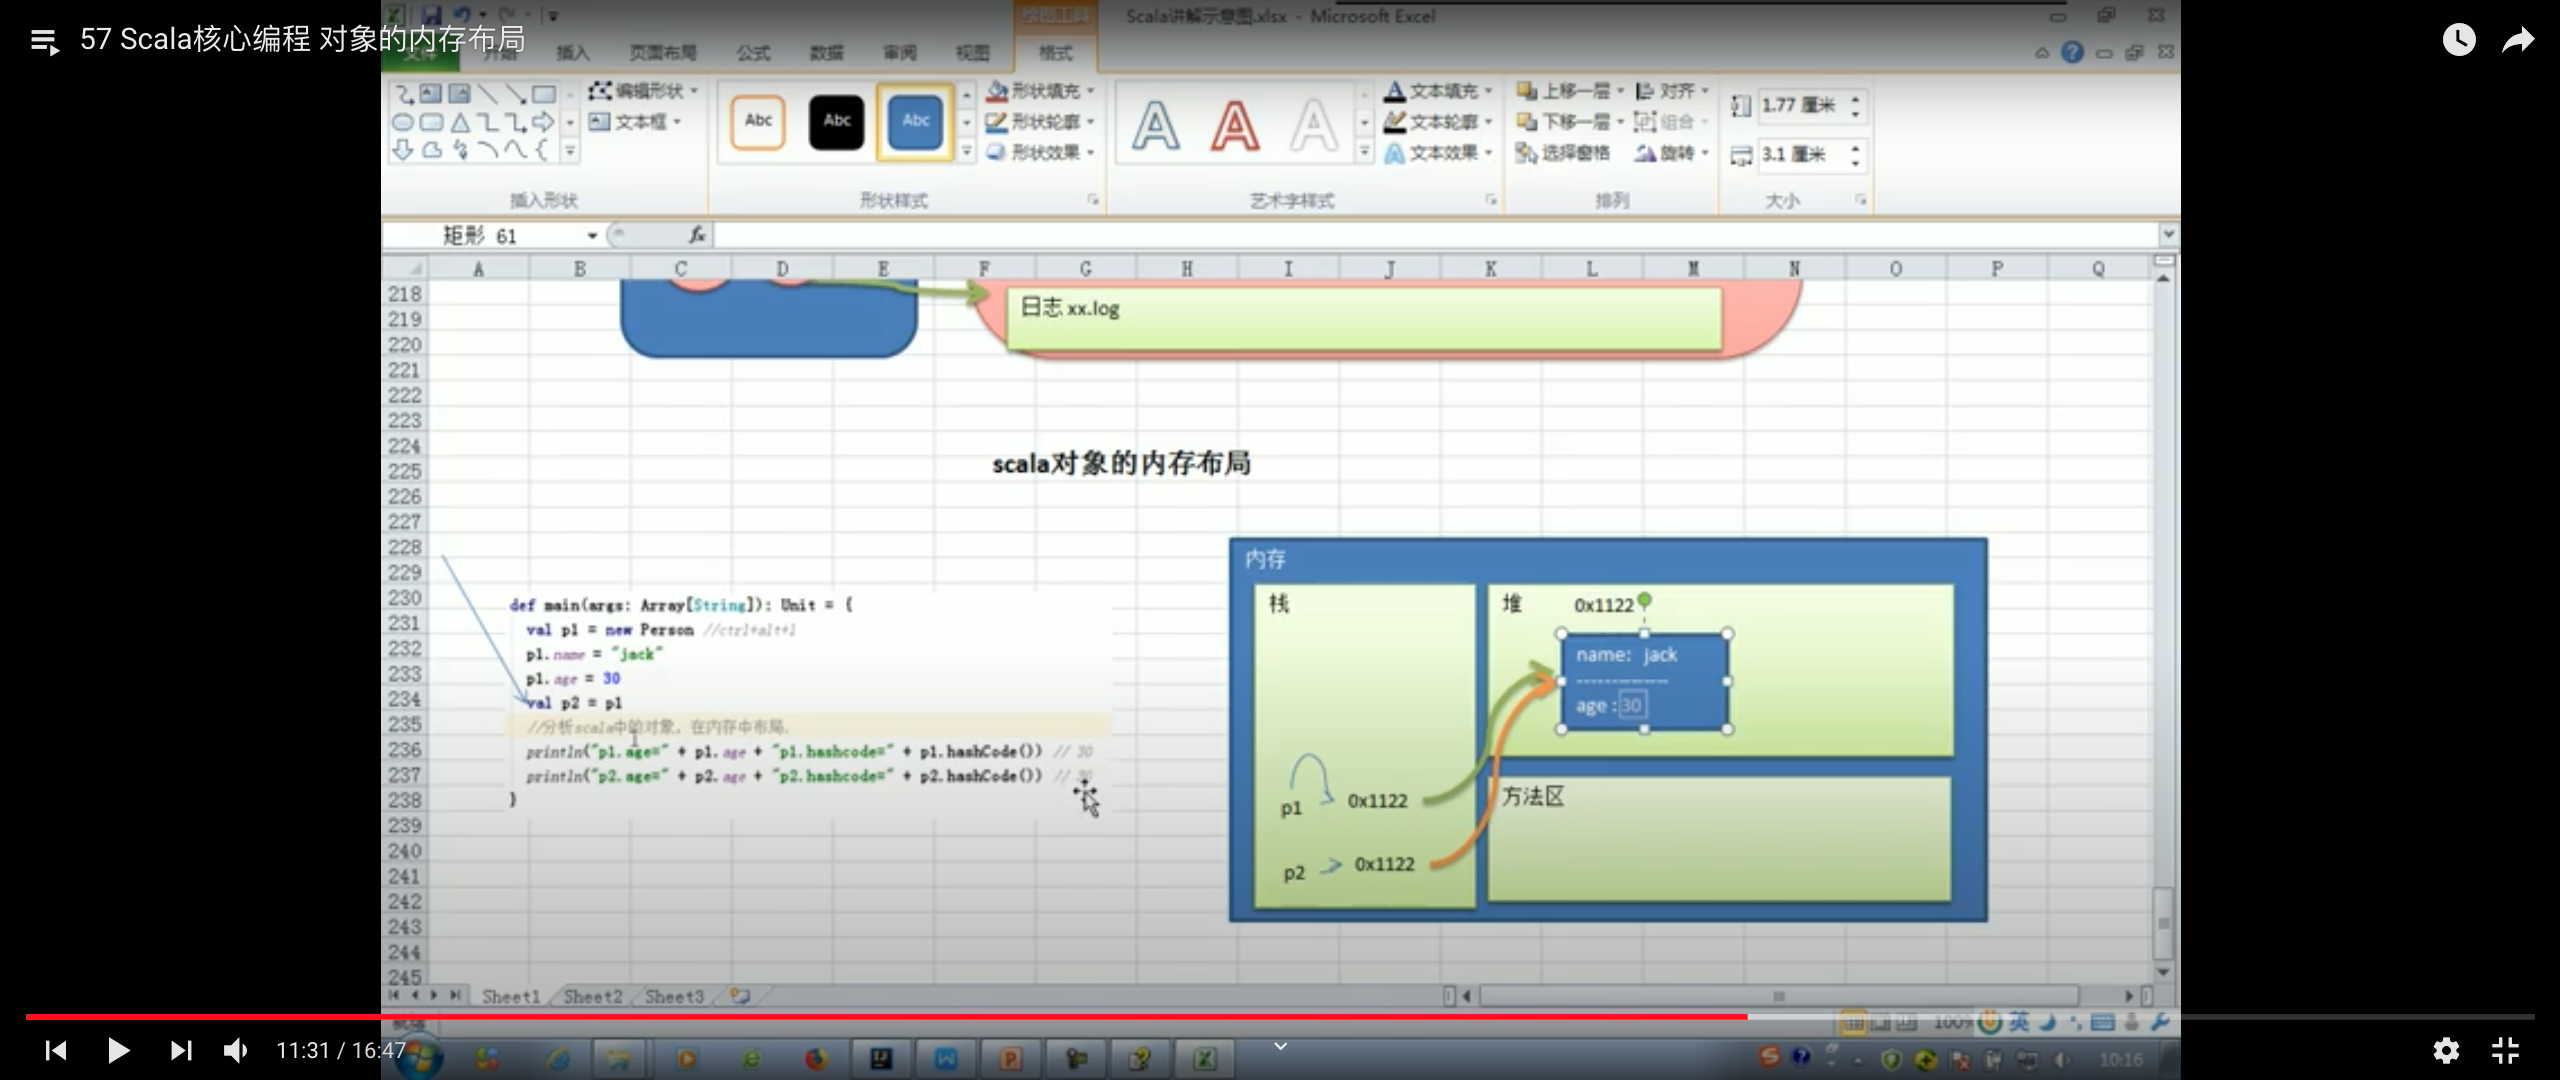 57 Scala核心编程 对象的内存布局
Scala讲解示意图.xlsx - Microsoft Excel
插入 页面布局 公式 数据 审阅 视图 格式
编辑形状
文本框
插入形状
Abc Abc Abc
形状填充
形状轮廓
形状效果
形状样式
文本填充
文本轮廓
文本效果
艺术字样式
上移一层 对齐
下移一层 组合
选择窗格 旋转
排列
1.77 厘米
3.1 厘米
大小
矩形 61
fx
A B C D E F G H I J K L M N O P Q
218
219
220
221
222
223
224
225
226
227
228
229
230
231
232
233
234
235
236
237
238
239
240
241
242
243
244
245
日志 xx.log
scala对象的内存布局
def main(args: Array[String]): Unit = {
val p1 = new Person //ctrl+alt+l
p1.name = "jack"
p1.age = 30
val p2 = p1
//分析scala中的对象，在内存中布局.
println("p1.age=" + p1.age + "p1.hashcode=" + p1.hashCode()) // 30
println("p2.age=" + p2.age + "p2.hashcode=" + p2.hashCode()) //
}
内存
栈
p1 0x1122
p2 0x1122
堆 0x1122
name: jack
---------------
age : 30
方法区
Sheet1 Sheet2 Sheet3
100%
英
11:31 / 16:47
10:16